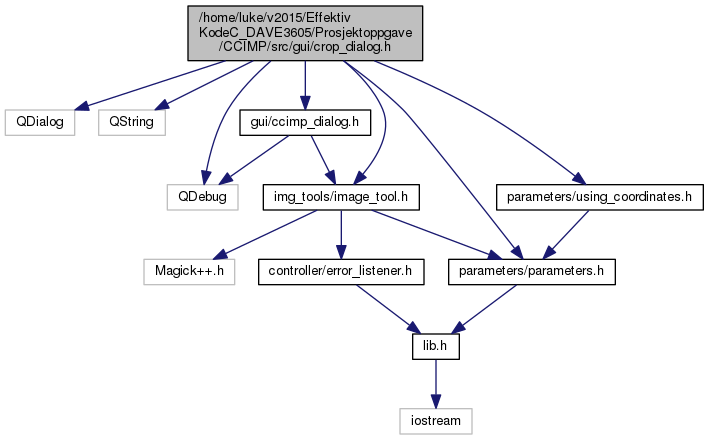 /home/luke/v2015/Effektiv
KodeC_DAVE3605/Prosjektoppgave
/CCIMP/src/gui/crop_dialog.h
QDialog
QString
gui/ccimp_dialog.h
QDebug
img_tools/image_tool.h
parameters/using_coordinates.h
Magick++.h
controller/error_listener.h
parameters/parameters.h
lib.h
iostream